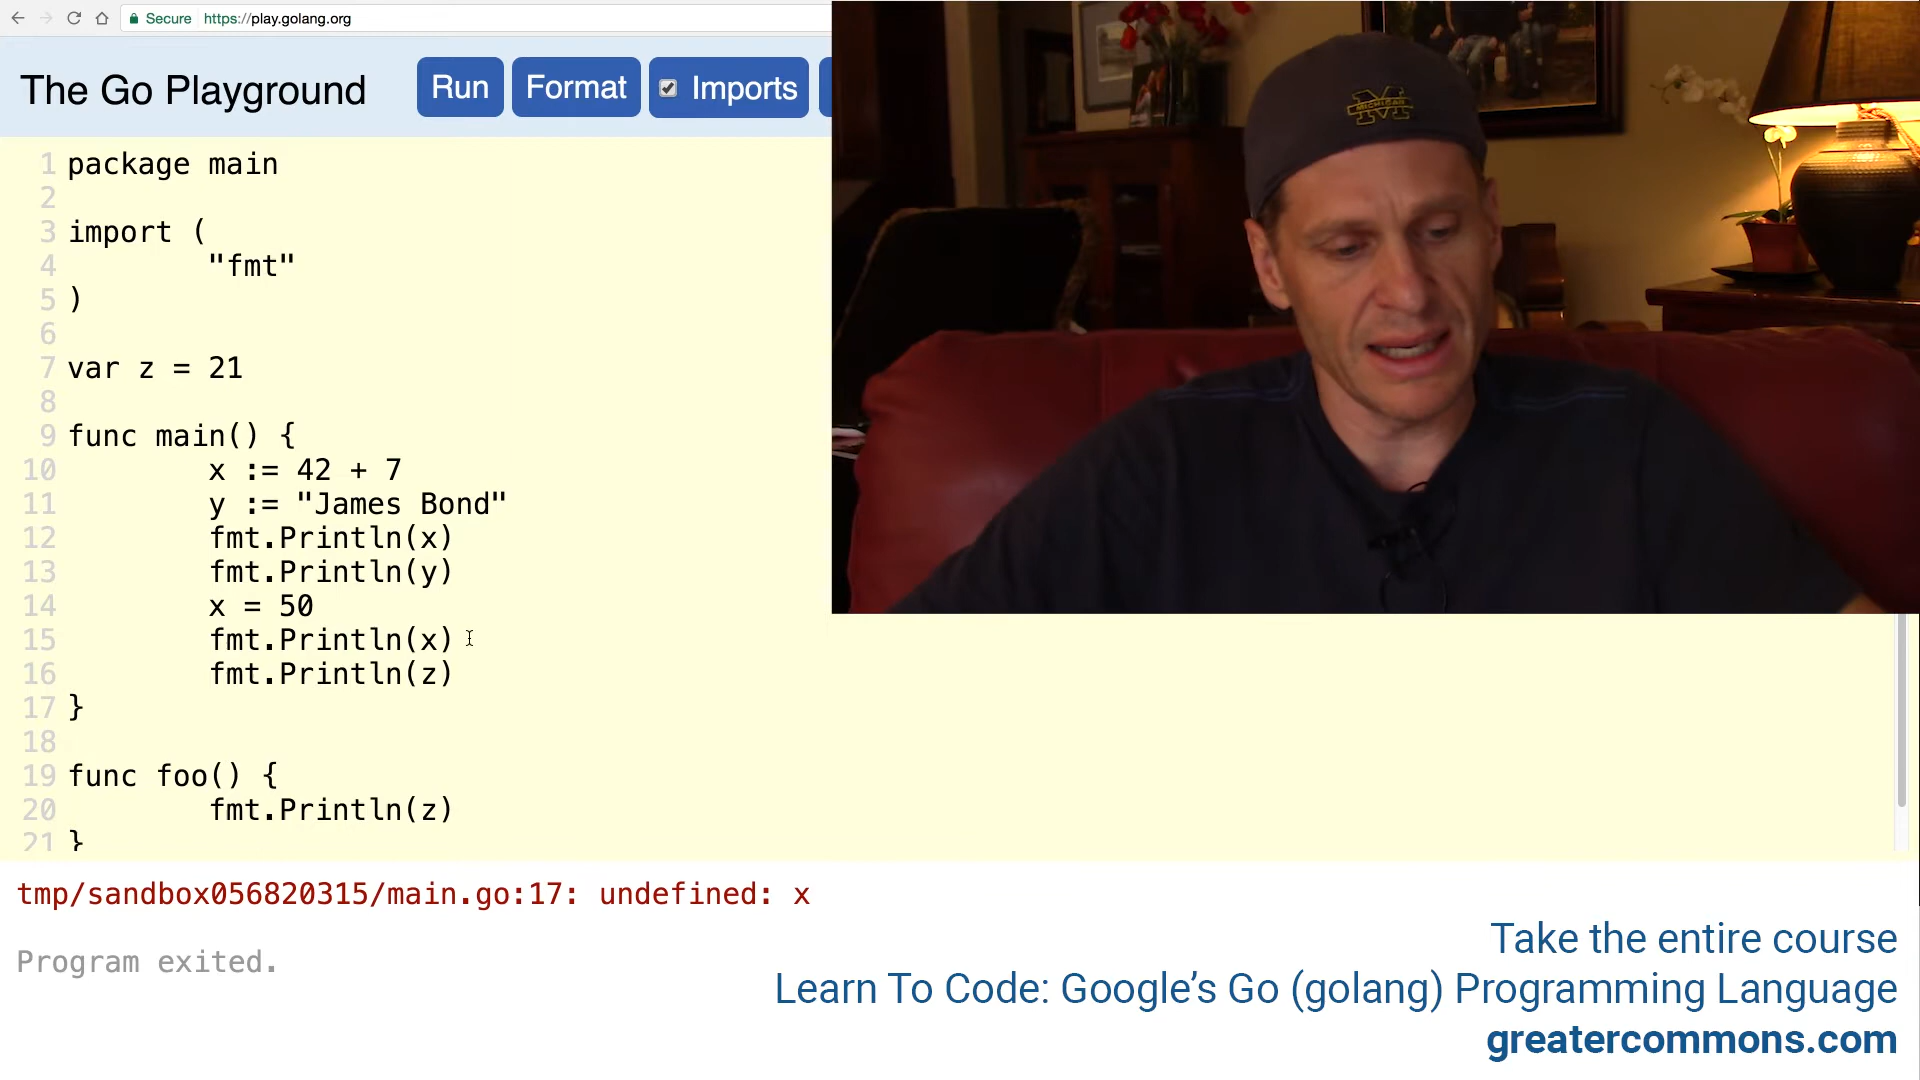 Secure https://play.golang.org
The Go Playground Run Format Imports
1 package main
2
3 import (
4 "fmt"
5 )
6
7 var z = 21
8
9 func main() {
10 x := 42 + 7
11 y := "James Bond"
12 fmt.Println(x)
13 fmt.Println(y)
14 x = 50
15 fmt.Println(x)
16 fmt.Println(z)
17 }
18
19 func foo() {
20 fmt.Println(z)
21 }
tmp/sandbox056820315/main.go:17: undefined: x
Program exited.
M
MICHIGAN
Take the entire course
Learn To Code: Google’s Go (golang) Programming Language
greatercommons.com